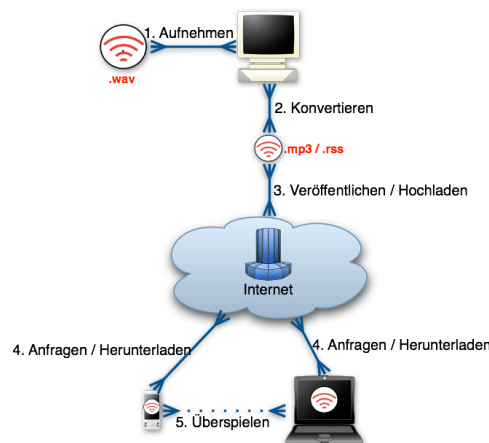 1. Aufnehmen
.wav
2. Konvertieren
.mp3 / .rss
3. Veröffentlichen / Hochladen
Internet
4. Anfragen / Herunterladen
4. Anfragen / Herunterladen
5. Überspielen